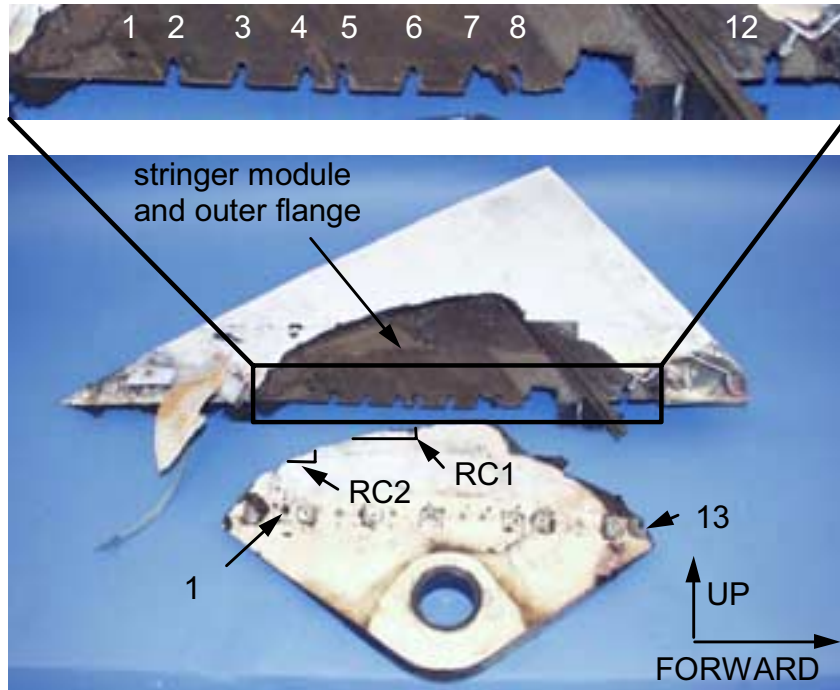 1 2 3 4 5 6 7 8 12
stringer module
and outer flange
RC1
RC2
13
1
UP
FORWARD